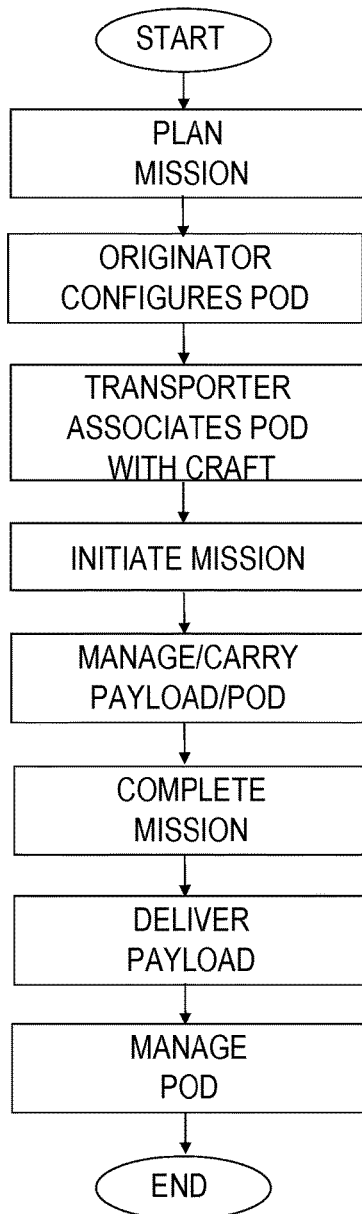 START
PLAN
MISSION
ORIGINATOR
CONFIGURES POD
TRANSPORTER
ASSOCIATES POD
WITH CRAFT
INITIATE MISSION
MANAGE/CARRY
PAYLOAD/POD
COMPLETE
MISSION
DELIVER
PAYLOAD
MANAGE
POD
END